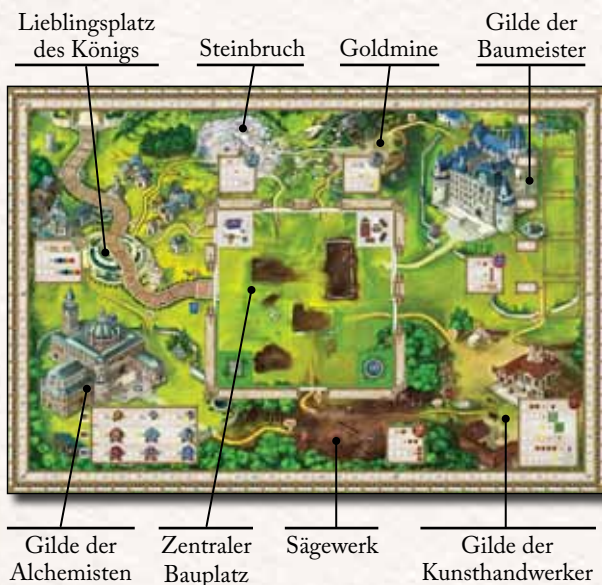 Lieblingsplatz
des Königs
Steinbruch
Goldmine
Gilde der
Baumeister
Gilde der
Alchemisten
Zentraler
Bauplatz
Sägewerk
Gilde der
Kunsthandwerker